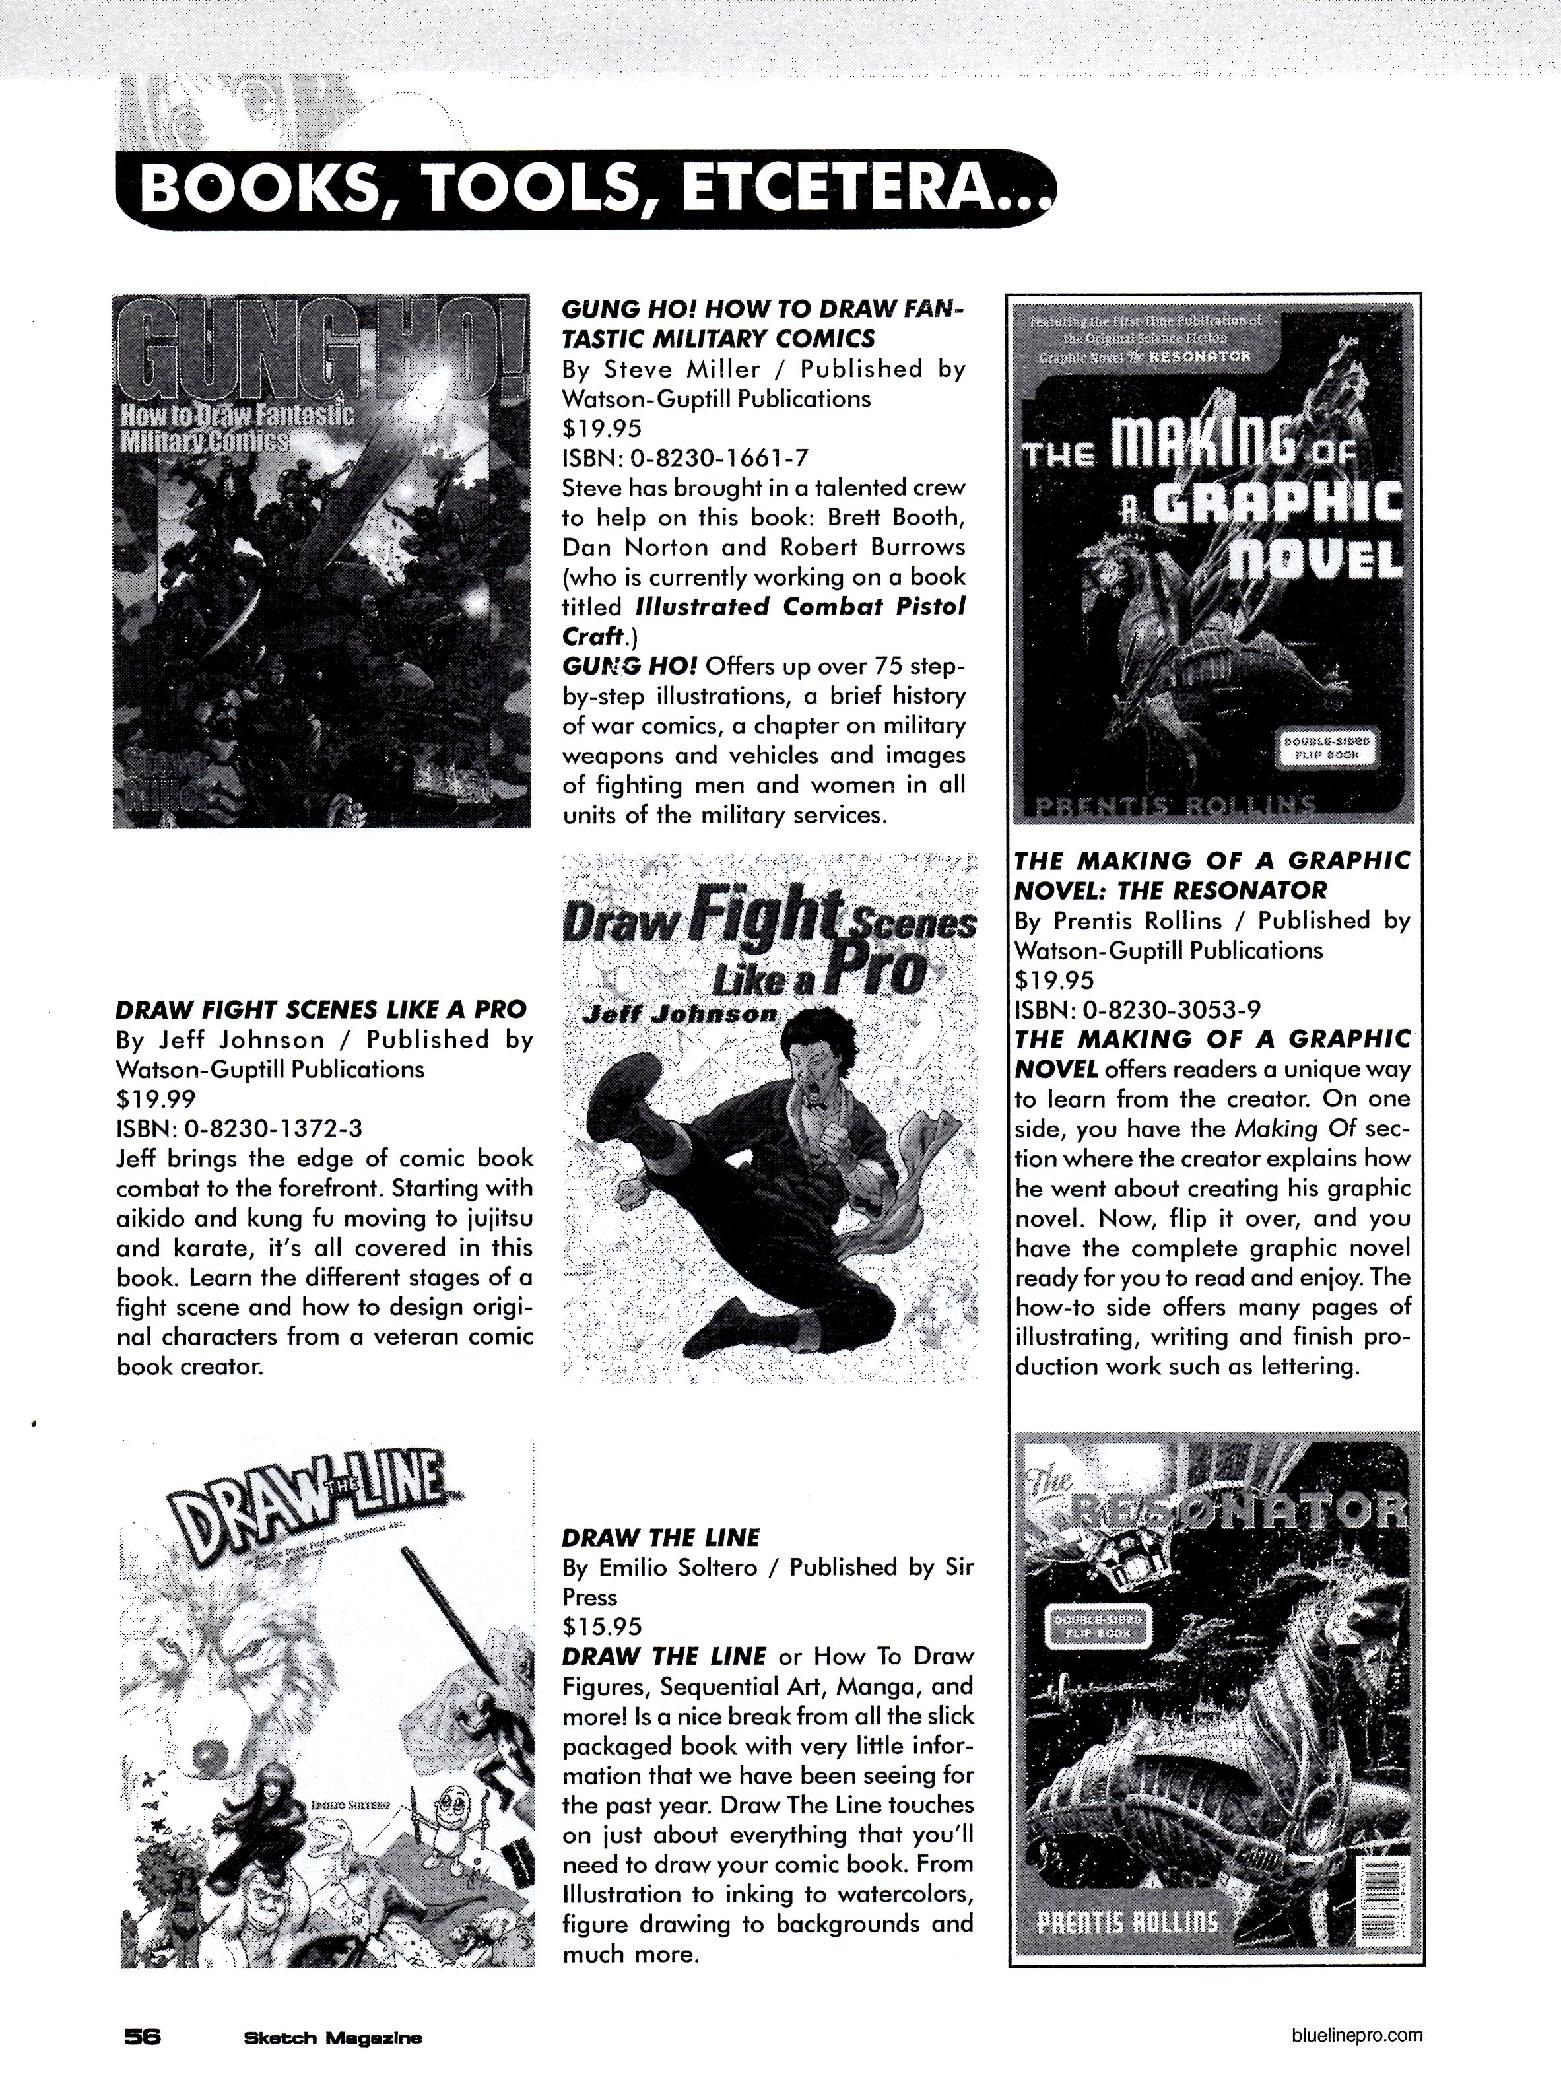 BOOKS, TOOLS, ETCETERA...
GUNG HO!
How to Draw Fantastic
Military Comics
GUNG HO! HOW TO DRAW FAN-
TASTIC MILITARY COMICS
By Steve Miller / Published by
Watson-Guptill Publications
$19.95
ISBN: 0-8230-1661-7
Steve has brought in a talented crew
to help on this book: Brett Booth,
Dan Norton and Robert Burrows
(who is currently working on a book
titled Illustrated Combat Pistol
Craft.)
GUNG HO! Offers up over 75 step-
by-step illustrations, a brief history
of war comics, a chapter on military
weapons and vehicles and images
of fighting men and women in all
units of the military services.
DRAW FIGHT SCENES LIKE A PRO
By Jeff Johnson / Published by
Watson-Guptill Publications
$19.99
ISBN: 0-8230-1372-3
Jeff brings the edge of comic book
combat to the forefront. Starting with
aikido and kung fu moving to jujitsu
and karate, it's all covered in this
book. Learn the different stages of a
fight scene and how to design origi-
nal characters from a veteran comic
book creator.
Draw Fight Scenes
Like a Pro
Jeff Johnson
DRAW THE LINE
EMILIO SOLTERO
DRAW THE LINE
By Emilio Soltero / Published by Sir
Press
$15.95
DRAW THE LINE or How To Draw
Figures, Sequential Art, Manga, and
more! Is a nice break from all the slick
packaged book with very little infor-
mation that we have been seeing for
the past year. Draw The Line touches
on just about everything that you'll
need to draw your comic book. From
Illustration to inking to watercolors,
figure drawing to backgrounds and
much more.
Featuring the First-Time Publication of
the Original Science Fiction
Graphic Novel The RESONATOR
THE MAKING OF
A GRAPHIC
NOVEL
DOUBLE-SIDED
FLIP BOOK
PRENTIS ROLLINS
THE MAKING OF A GRAPHIC
NOVEL: THE RESONATOR
By Prentis Rollins / Published by
Watson-Guptill Publications
$19.95
ISBN: 0-8230-3053-9
THE MAKING OF A GRAPHIC
NOVEL offers readers a unique way
to learn from the creator. On one
side, you have the Making Of sec-
tion where the creator explains how
he went about creating his graphic
novel. Now, flip it over, and you
have the complete graphic novel
ready for you to read and enjoy. The
how-to side offers many pages of
illustrating, writing and finish pro-
duction work such as lettering.
The
RESONATOR
DOUBLE-SIDED
FLIP BOOK
PRENTIS ROLLINS
56
Sketch Magazine
bluelinepro.com